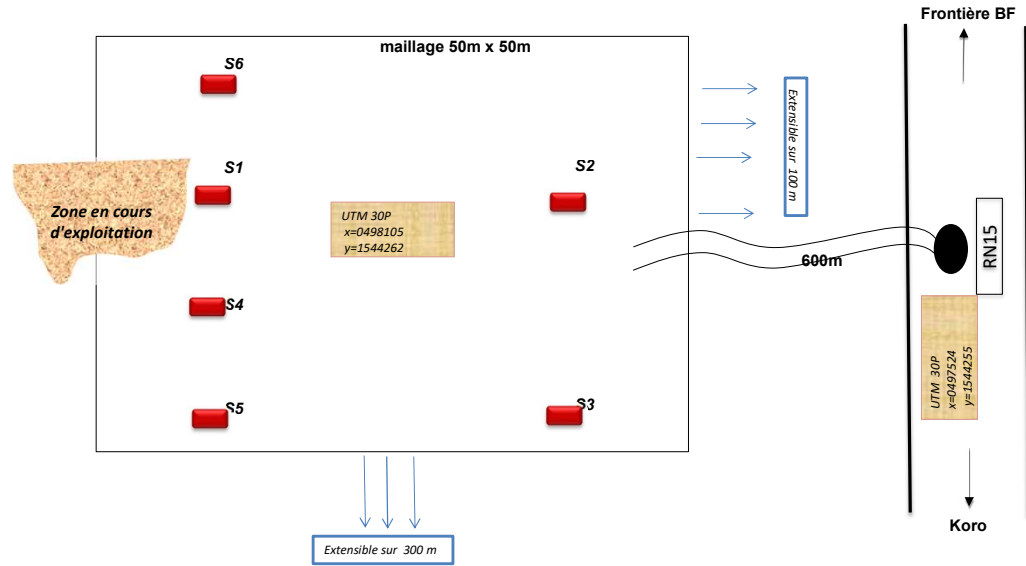 Frontière BF
maillage 50m x 50m
S6
Extensible sur 100 m
S1
S2
Zone en cours
d'exploitation
UTM 30P
x=0498105
y=1544262
RN15
600m
S4
UTM 30P
x=0497524
y=1544255
S5
S3
Koro
Extensible sur 300 m